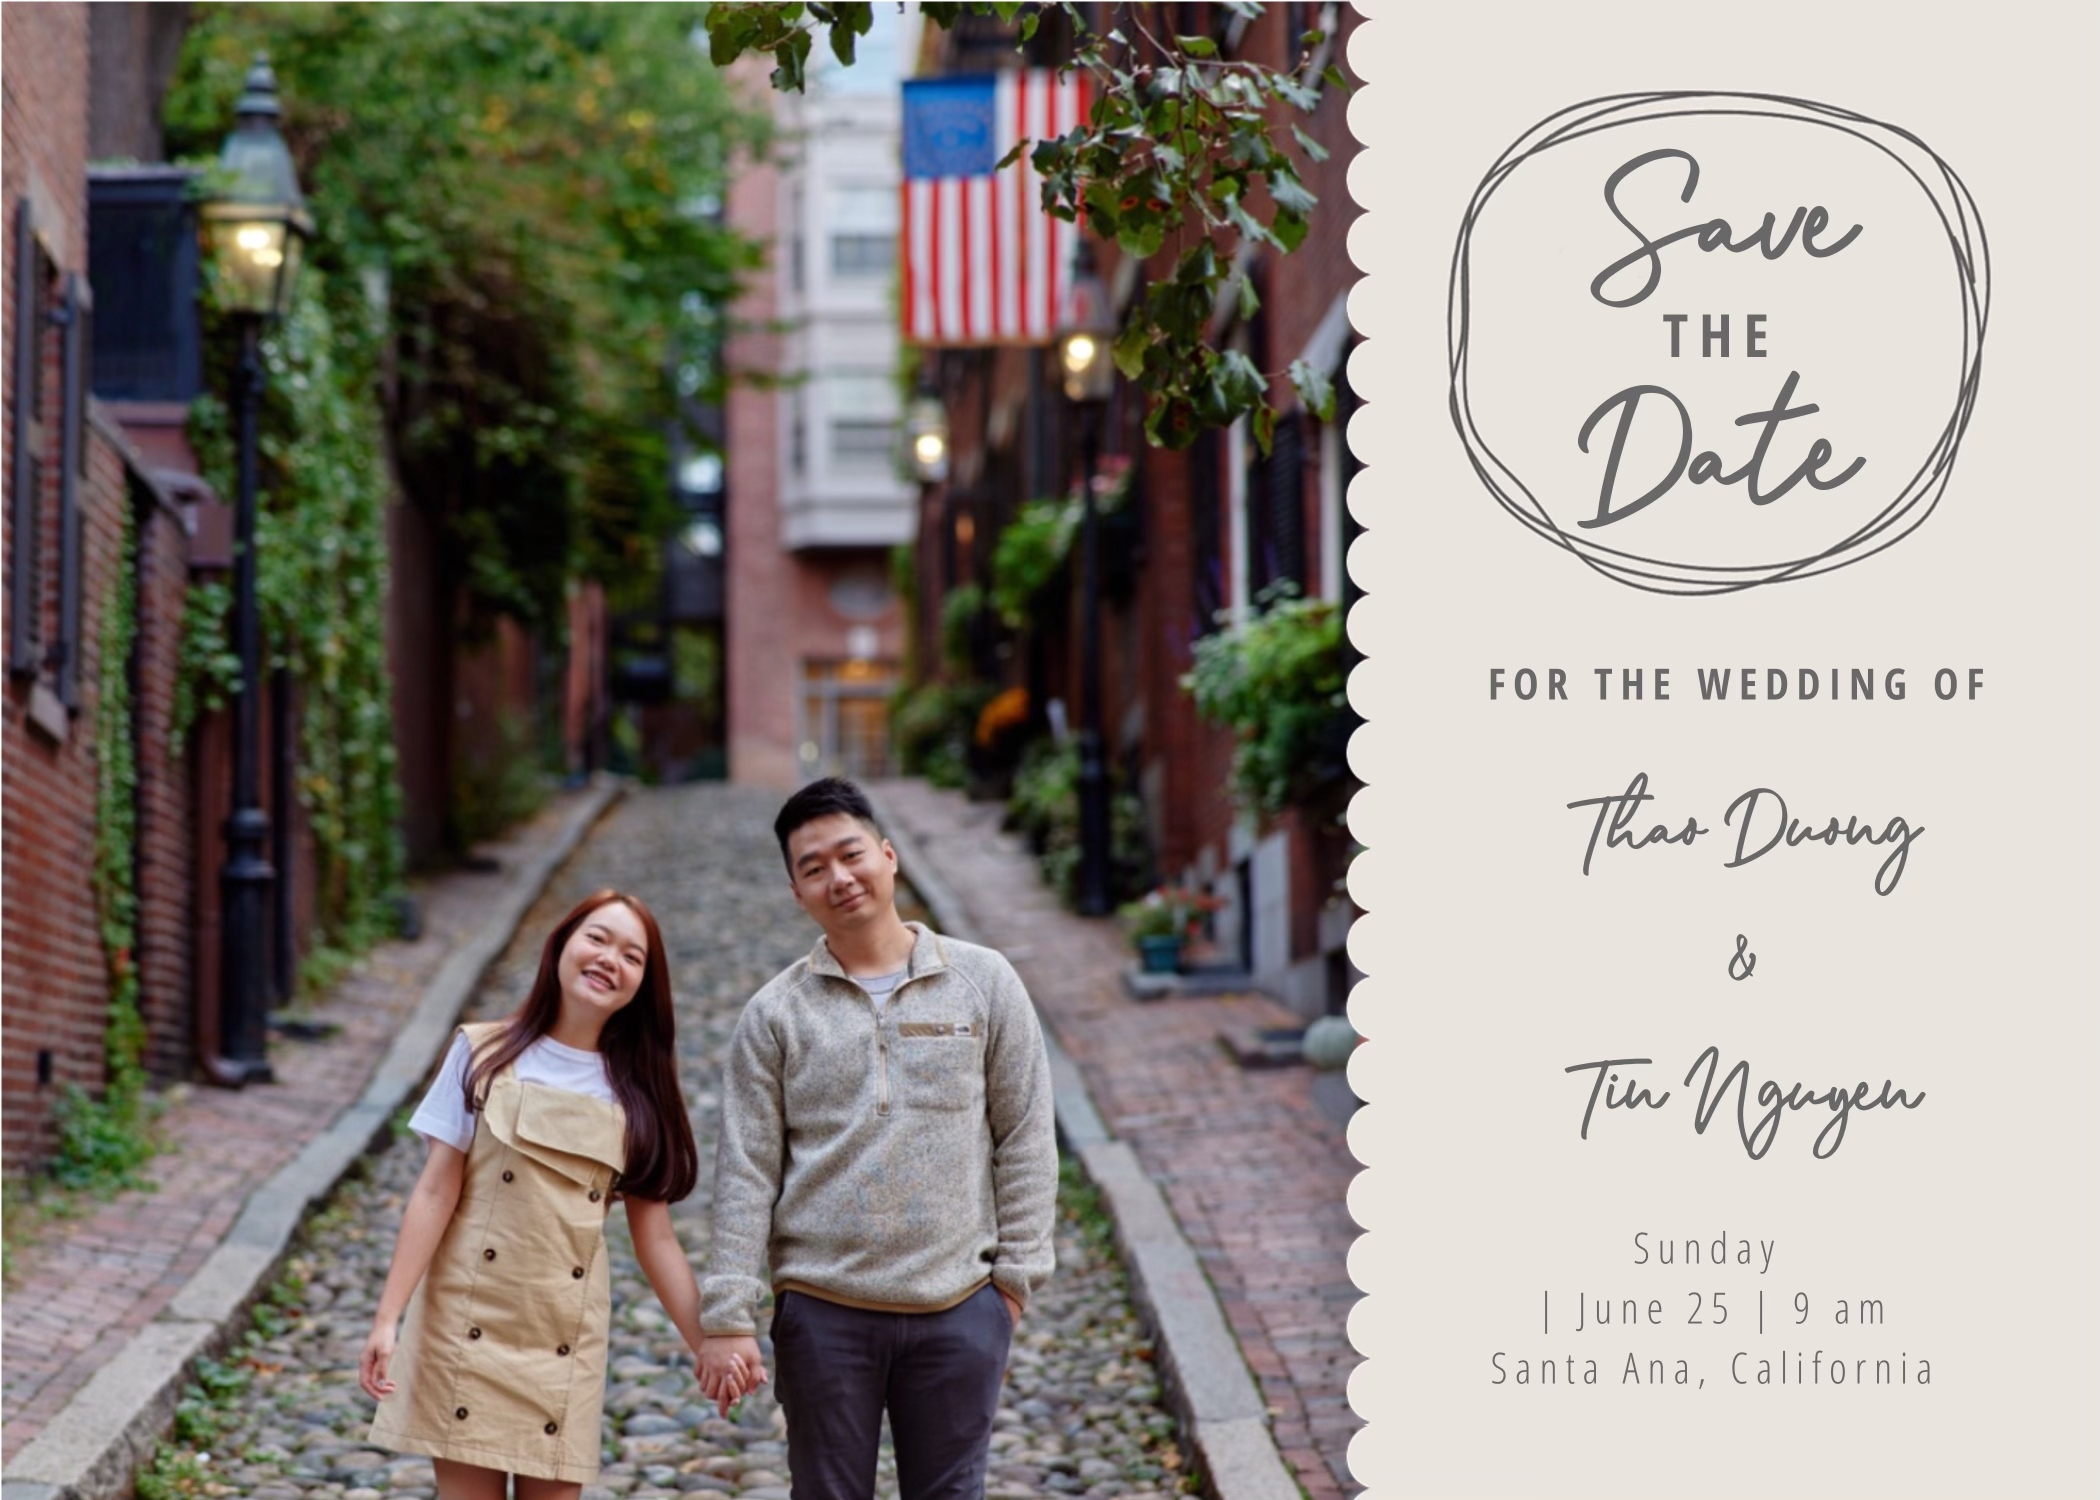 Save
THE
Date
FOR THE WEDDING OF
Thao Duong
&
Tin Nguyen
Sunday
| June 25 | 9 am
Santa Ana, California